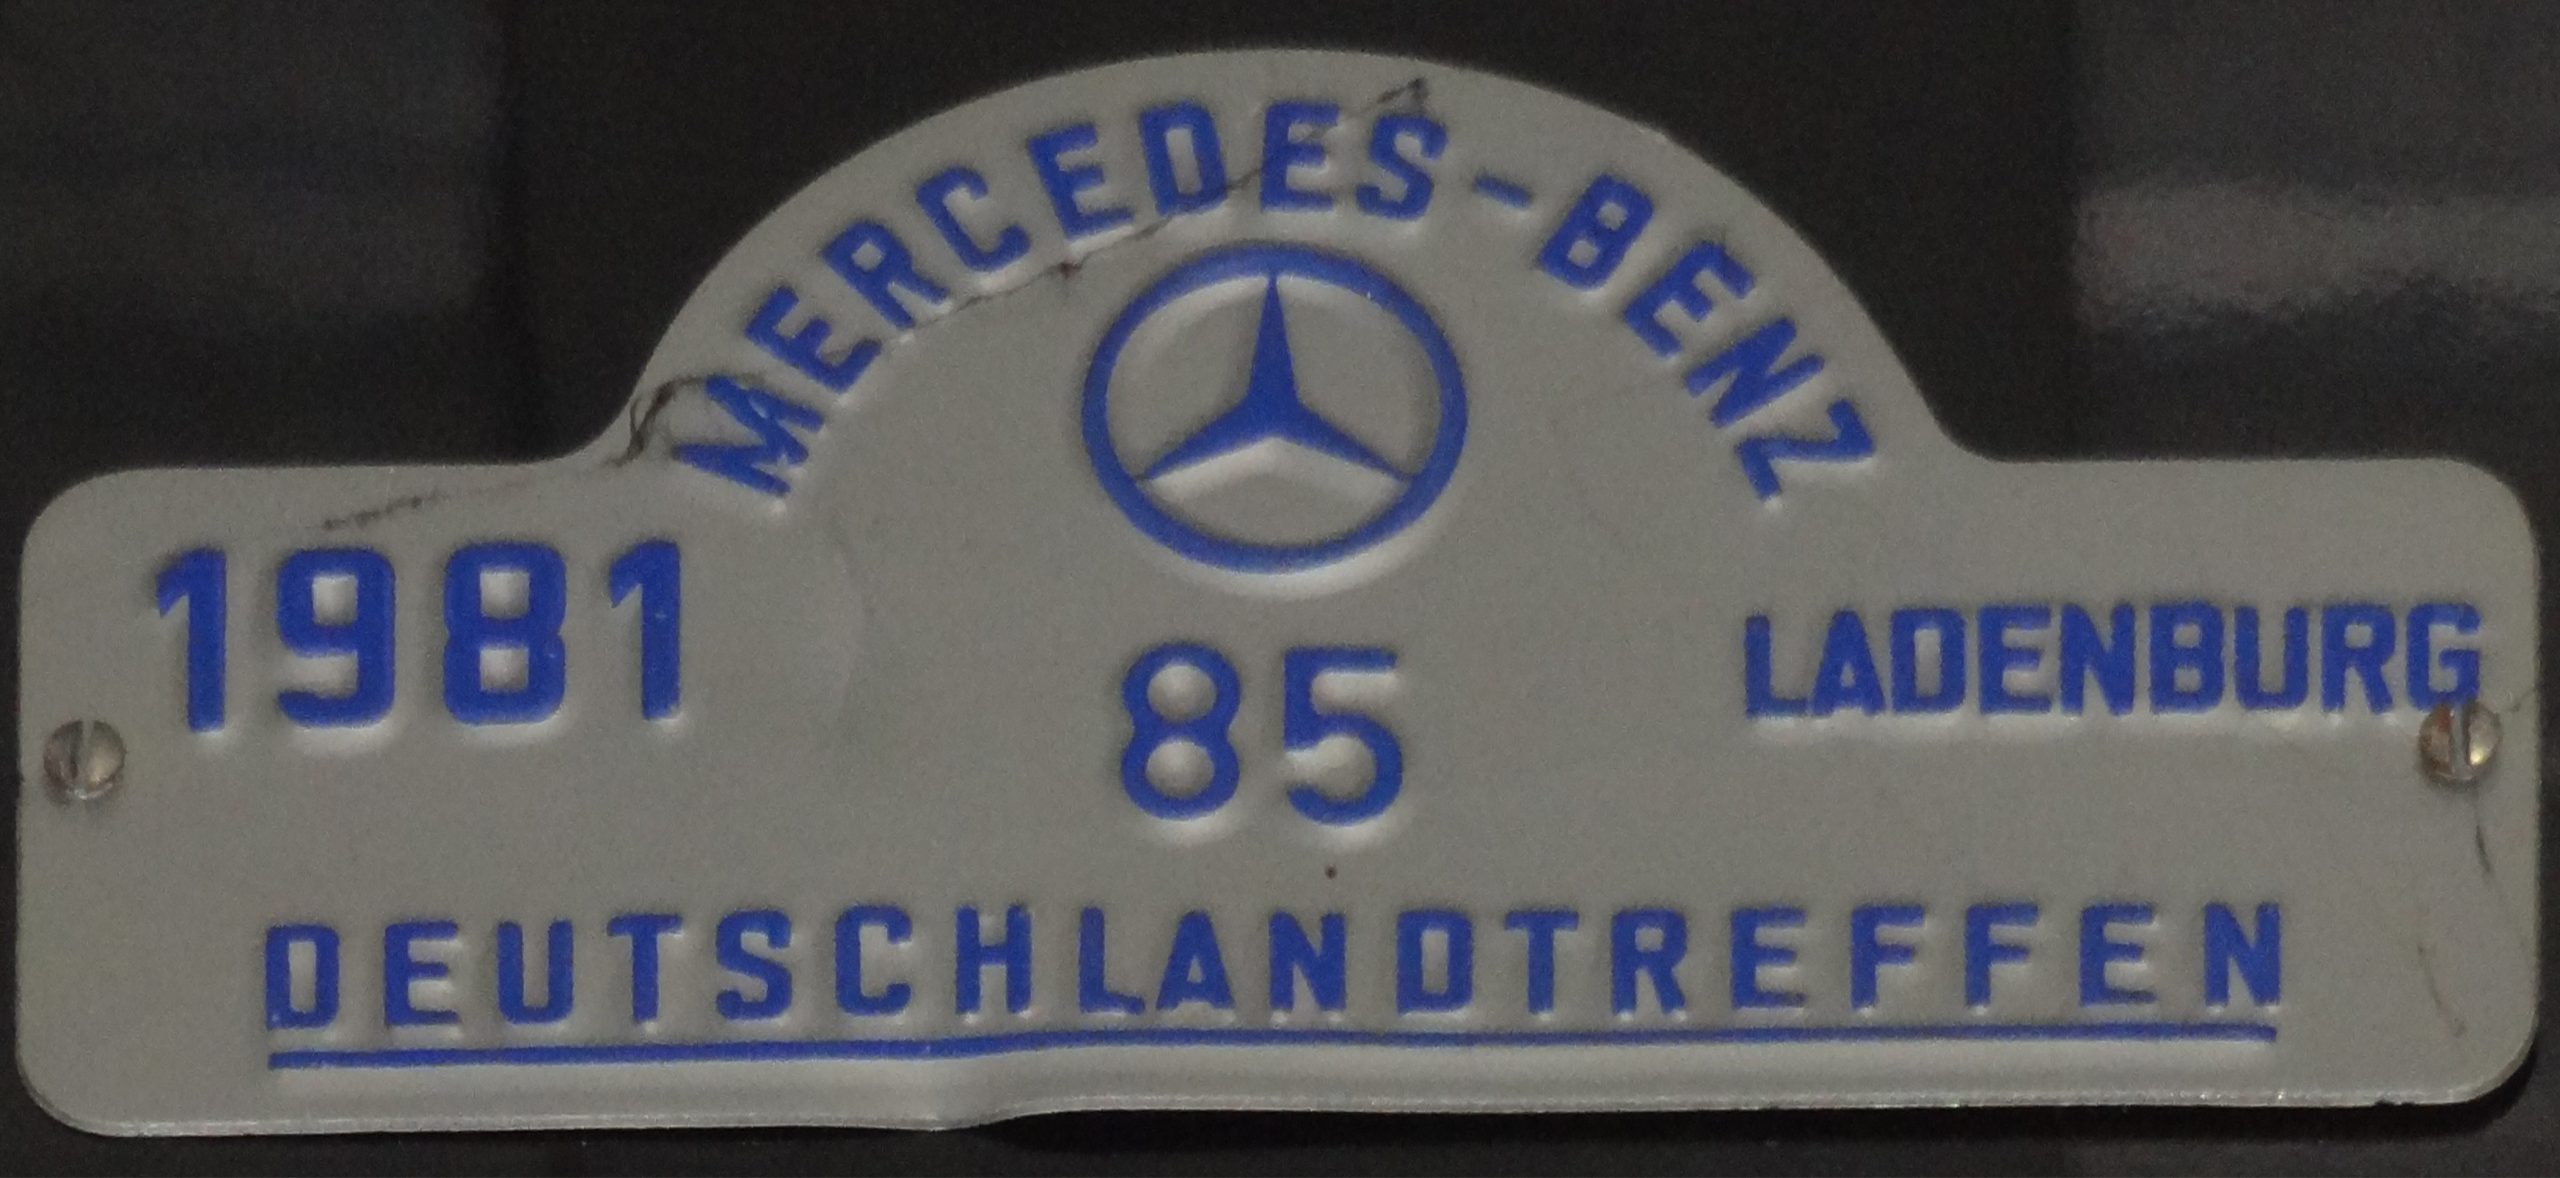 MERCEDES-BENZ
1981
LADENBURG
85
DEUTSCHLANDTREFFEN